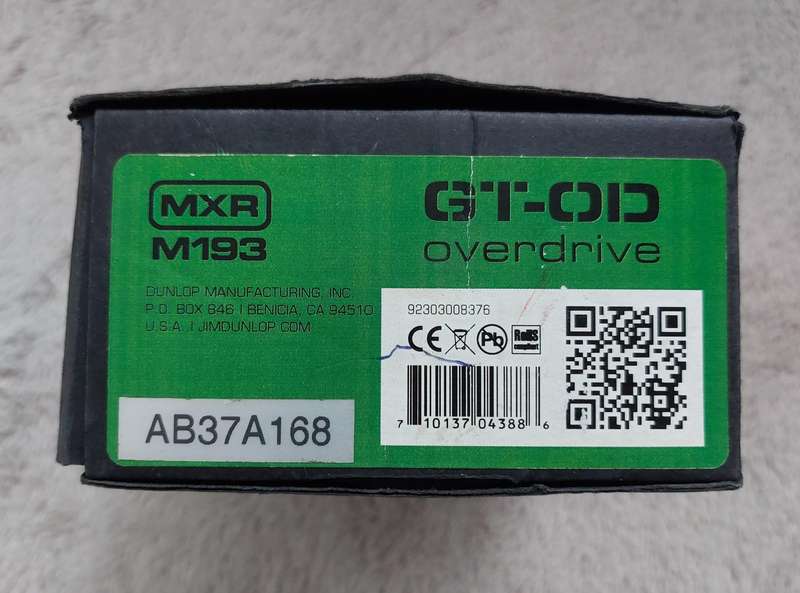 MXR
M193
GT-OD
overdrive
DUNLOP MANUFACTURING, INC
P.O. BOX 846 | BENICIA, CA 94510
U.S.A. | JIMDUNLOP.COM
92303008376
CE
Pb
RoHS
compliant
7 10137 04388 6
AB37A168